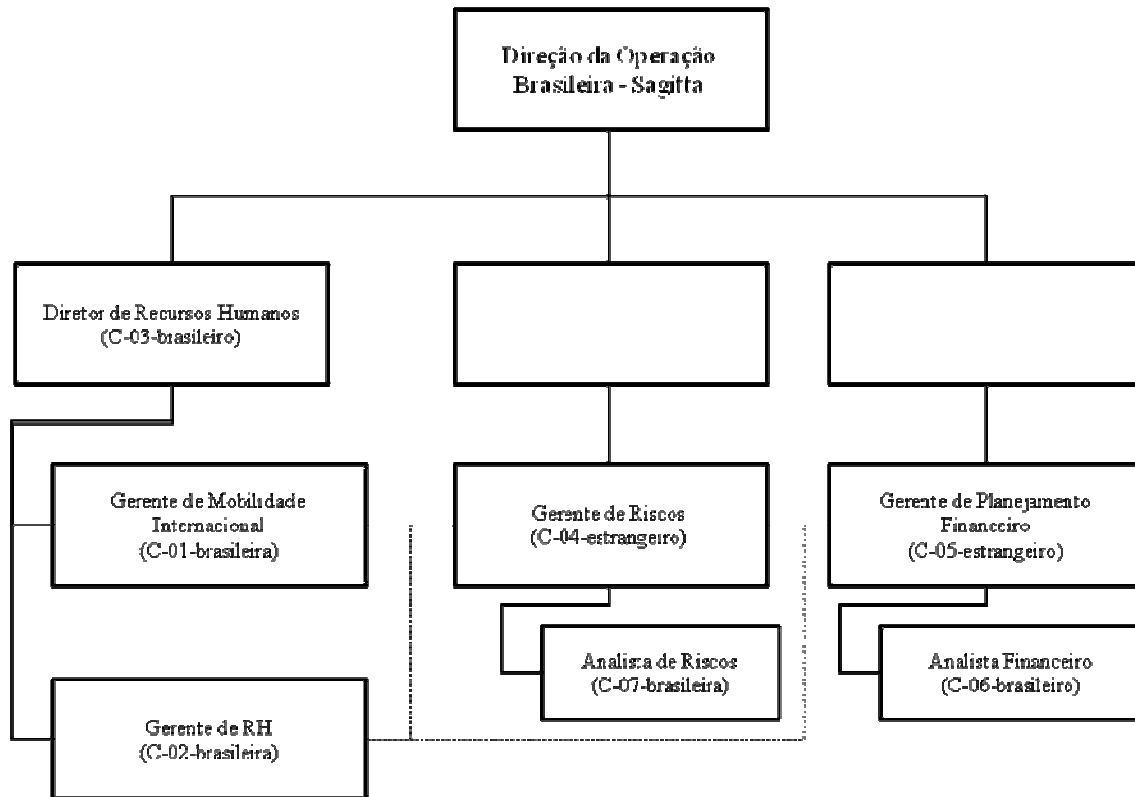 Direção da Operação
Brasileira - Sagitta
Diretor de Recursos Humanos
(C-03-brasileiro)
Gerente de Mobilidade
Internacional
(C-01-brasileira)
Gerente de Riscos
(C-04-estrangeiro)
Gerente de Planejamento
Financeiro
(C-05-estrangeiro)
Analista de Riscos
(C-07-brasileira)
Analista Financeiro
(C-06-brasileiro)
Gerente de RH
(C-02-brasileira)